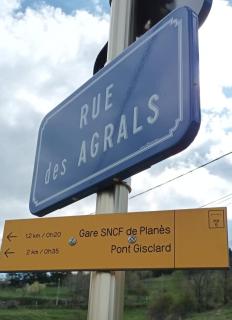 RUE
des AGRALS
← 1.2 km / 0h20 Gare SNCF de Planès
← 2 km / 0h35 Pont Gisclard